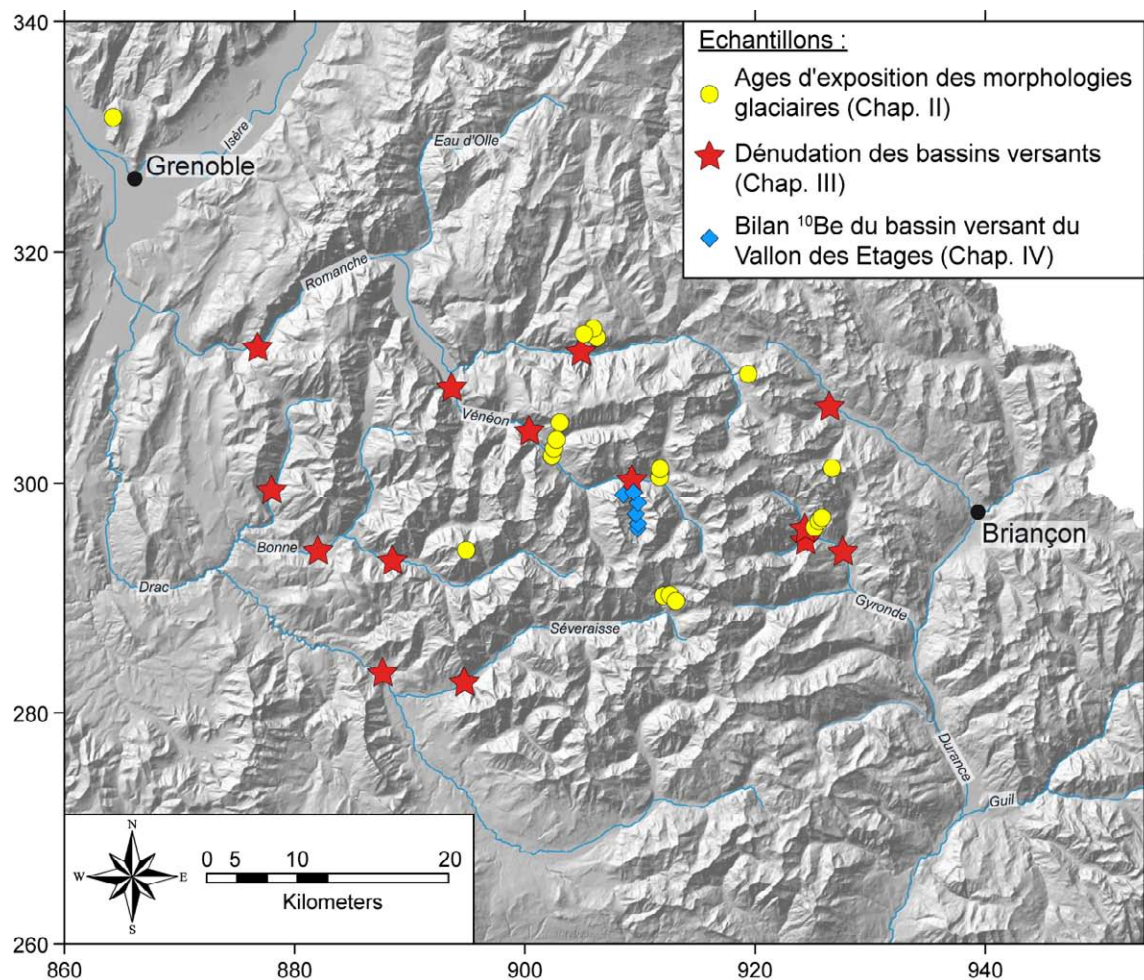 340
320
300
280
260
860
880
900
920
940
Echantillons :
Ages d'exposition des morphologies
glaciaires (Chap. II)
Dénudation des bassins versants
(Chap. III)
Bilan ¹⁰Be du bassin versant du
Vallon des Etages (Chap. IV)
Isère
Grenoble
Eau d'Olle
Romanche
Vénéon
Briançon
Bonne
Drac
Séveraisse
Gyronde
Durance
Guil
N
W
E
S
0 5 10 20
Kilometers